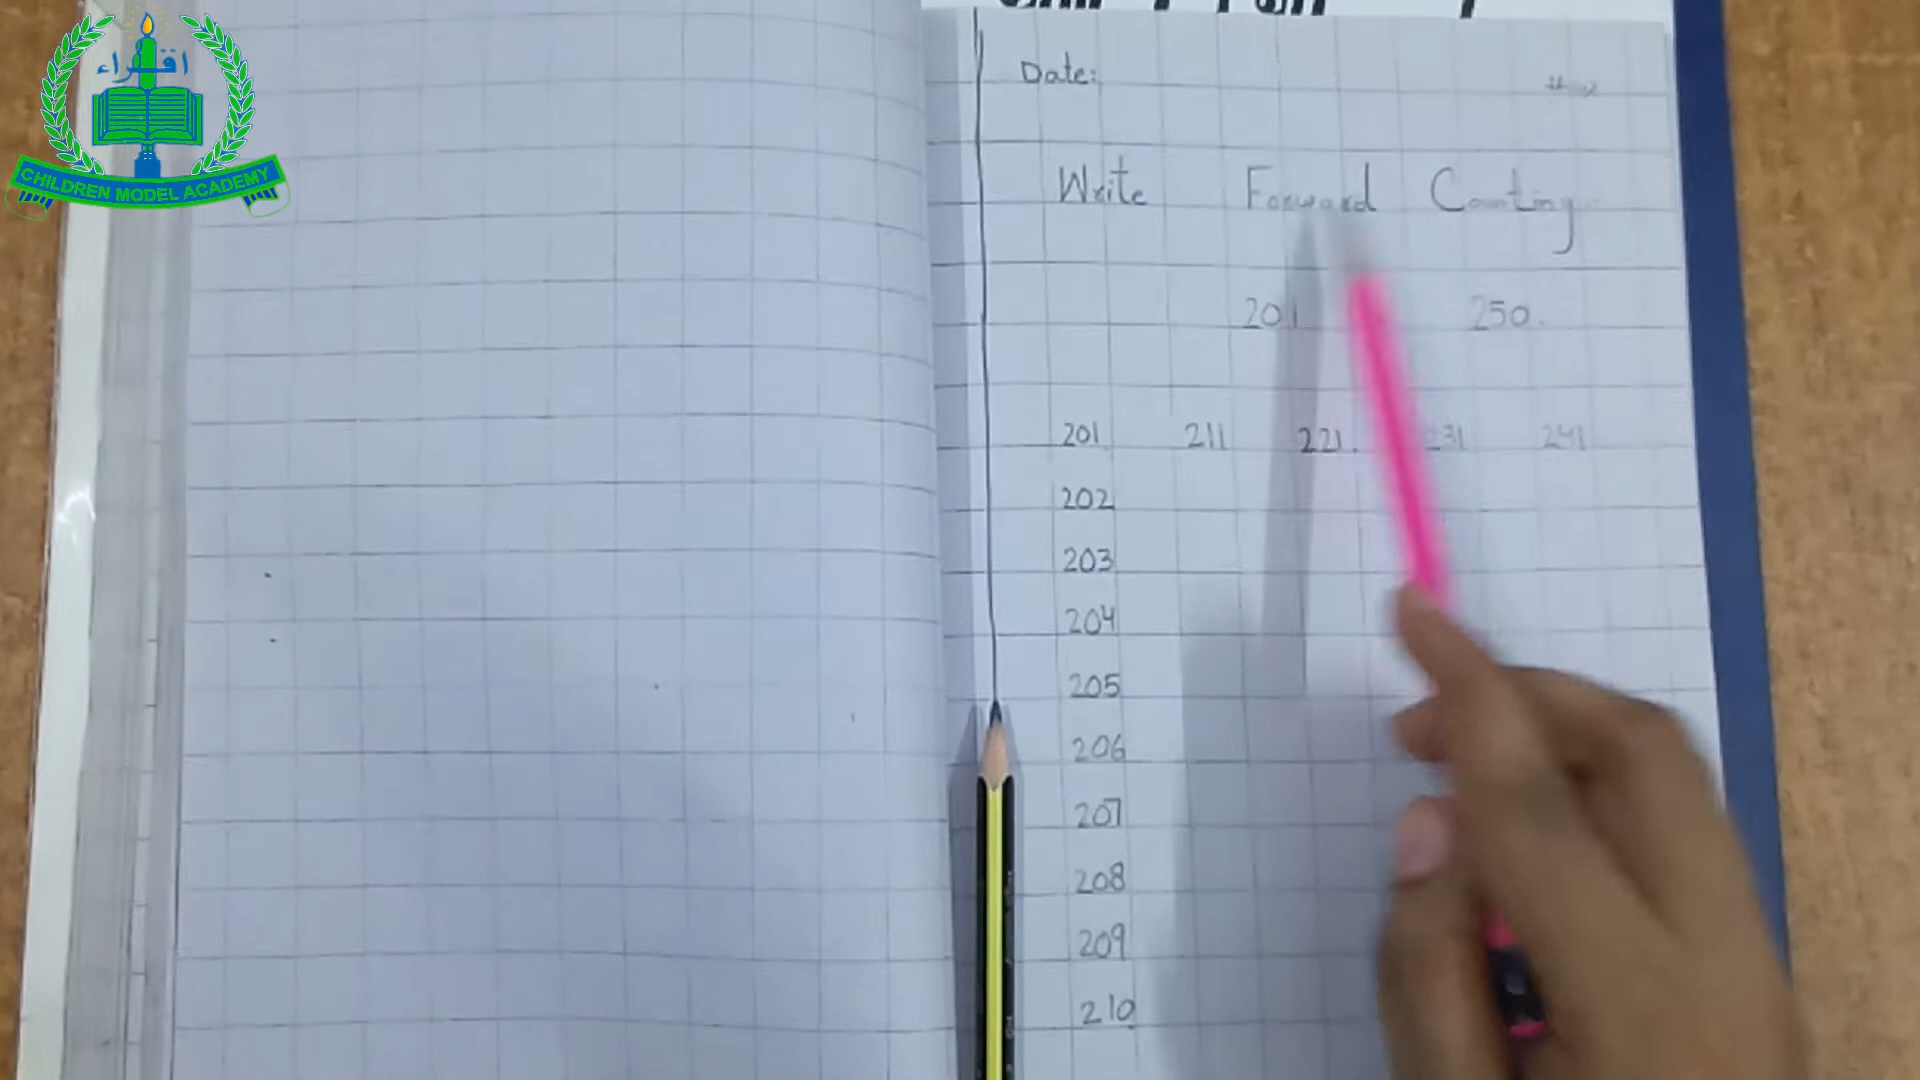 اقراء
CHILDREN MODEL ACADEMY
Date:
Write Forward Counting
201 250.
201 211 221. 231 241
202
203
204
205
206
207
208
209
210